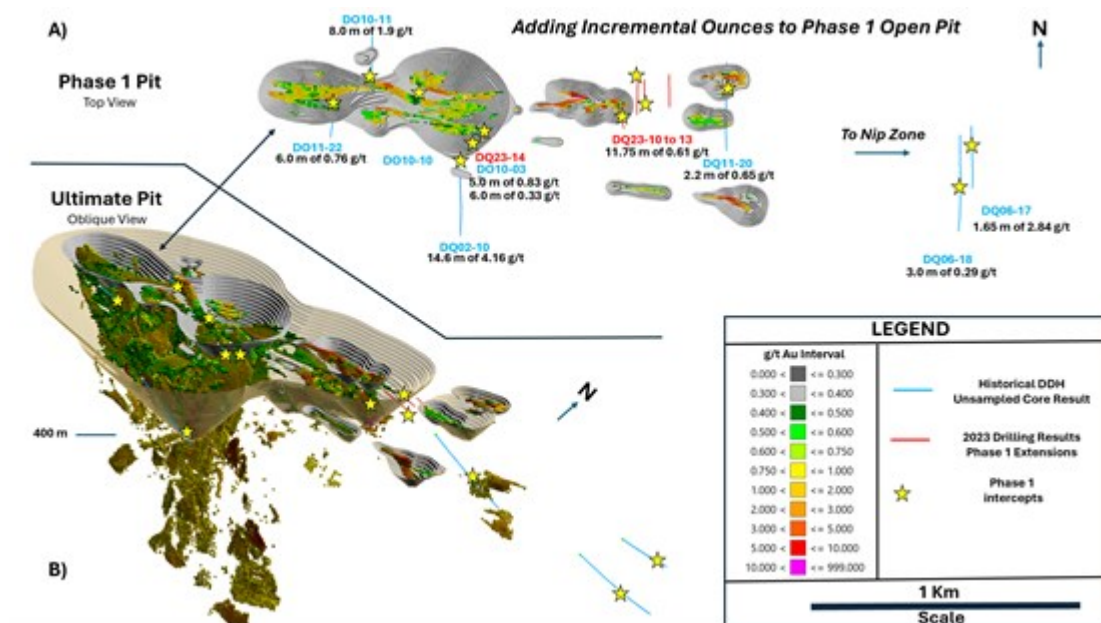 A)
Adding Incremental Ounces to Phase 1 Open Pit
N
DO10-11
8.0 m of 1.9 g/t
Phase 1 Pit
Top View
DO11-22
6.0 m of 0.76 g/t
DO10-10
DQ23-14
DO10-03
5.0 m of 0.83 g/t
6.0 m of 0.33 g/t
DQ23-10 to 13
11.75 m of 0.61 g/t
DQ11-20
2.2 m of 0.65 g/t
To Nip Zone
DQ06-17
1.65 m of 2.84 g/t
DQ06-18
3.0 m of 0.29 g/t
DQ02-10
14.6 m of 4.16 g/t
Ultimate Pit
Oblique View
N
400 m
B)
LEGEND
g/t Au Interval
0.000 < <= 0.300
0.300 < <= 0.400
0.400 < <= 0.500
0.500 < <= 0.600
0.600 < <= 0.750
0.750 < <= 1.000
1.000 < <= 2.000
2.000 < <= 3.000
3.000 < <= 5.000
5.000 < <= 10.000
10.000 < <= 999.000
Historical DDH
Unsampled Core Result
2023 Drilling Results
Phase 1 Extensions
Phase 1
intercepts
1 Km
Scale